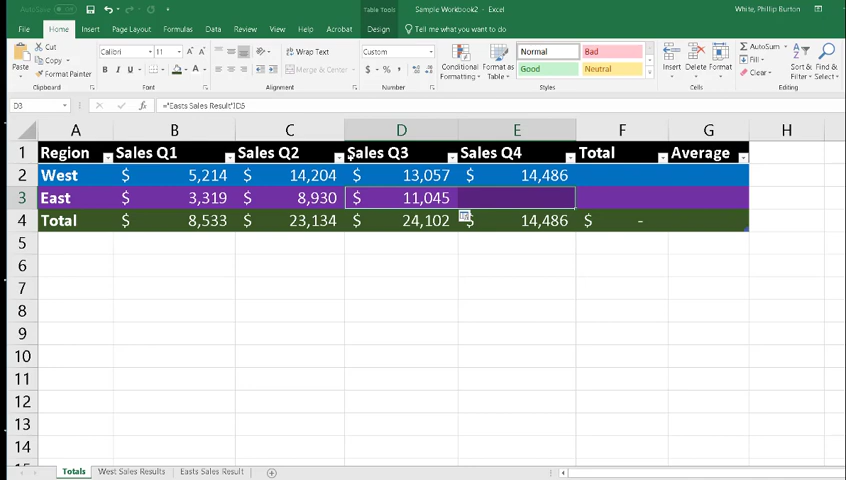 Sample Workbook2 - Excel
Table Tools
White, Phillip Burton
File Home Insert Page Layout Formulas Data Review View Help Acrobat Design Tell me what you want to do
Cut
Copy
Format Painter
Paste
Clipboard
Calibri 11
B I U
Font
Wrap Text
Merge & Center
Alignment
Custom
$ % ,
Number
Conditional Formatting
Format as Table
Normal Bad
Good Neutral
Styles
Insert Delete Format
Cells
AutoSum
Fill
Clear
Sort & Filter
Find & Select
Editing
D3 fx ='Easts Sales Result'!D5
A B C D E F G H
1 Region Sales Q1 Sales Q2 Sales Q3 Sales Q4 Total Average
2 West $ 5,214 $ 14,204 $ 13,057 $ 14,486
3 East $ 3,319 $ 8,930 $ 11,045
4 Total $ 8,533 $ 23,134 $ 24,102 $ 14,486 $ -
5
6
7
8
9
10
11
12
13
14
Totals West Sales Results Easts Sales Result